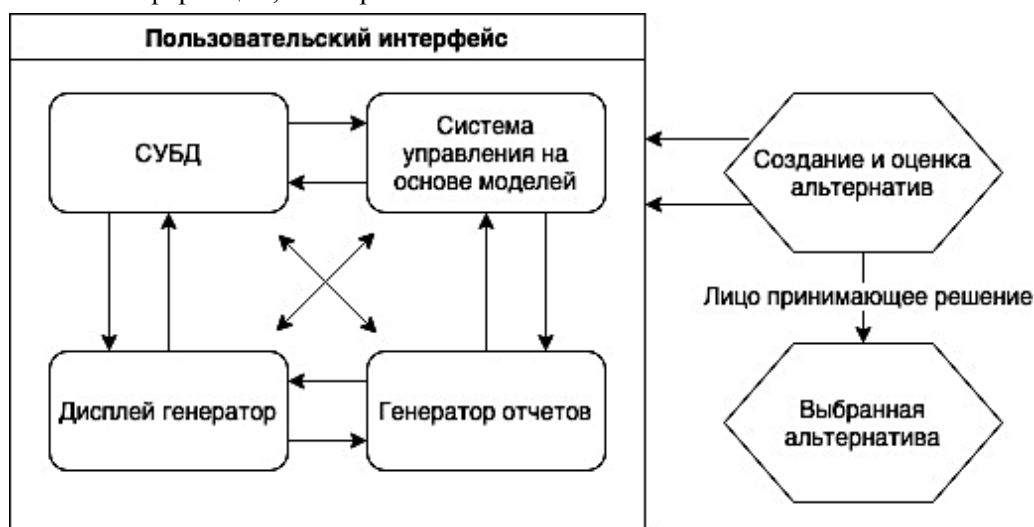 Пользовательский интерфейс
СУБД
Система
управления на
основе моделей
Создание и оценка
альтернатив
Лицо принимающее решение
Дисплей генератор
Генератор отчетов
Выбранная
альтернатива